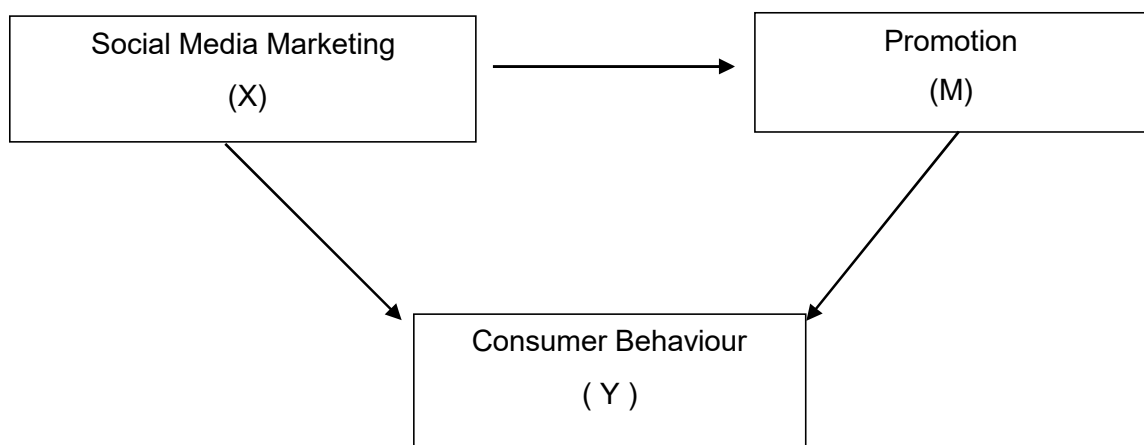 Social Media Marketing
(X)
Promotion
(M)
Consumer Behaviour
( Y )